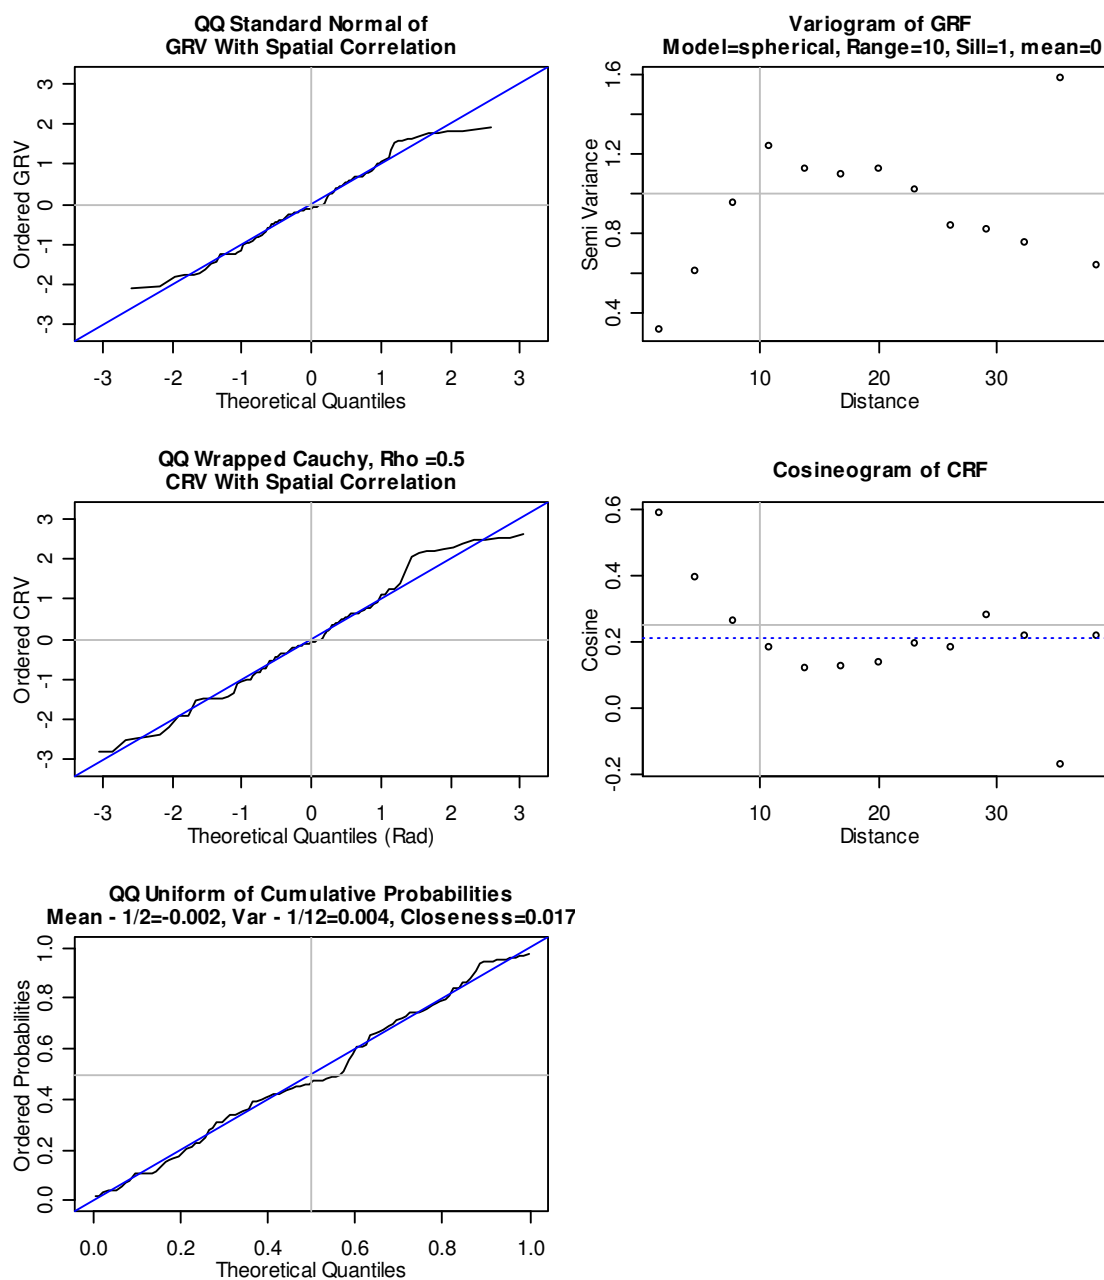 QQ Standard Normal of
GRV With Spatial Correlation
Ordered GRV
3
2
1
0
-1
-2
-3
-3 -2 -1 0 1 2 3
Theoretical Quantiles
Variogram of GRF
Model=spherical, Range=10, Sill=1, mean=0
Semi Variance
1.6
1.2
0.8
0.4
10 20 30
Distance
QQ Wrapped Cauchy, Rho =0.5
CRV With Spatial Correlation
Ordered CRV
3
2
1
0
-1
-2
-3
-3 -2 -1 0 1 2 3
Theoretical Quantiles (Rad)
Cosineogram of CRF
Cosine
0.6
0.4
0.2
0.0
-0.2
10 20 30
Distance
QQ Uniform of Cumulative Probabilities
Mean - 1/2=-0.002, Var - 1/12=0.004, Closeness=0.017
Ordered Probabilities
1.0
0.8
0.6
0.4
0.2
0.0
0.0 0.2 0.4 0.6 0.8 1.0
Theoretical Quantiles